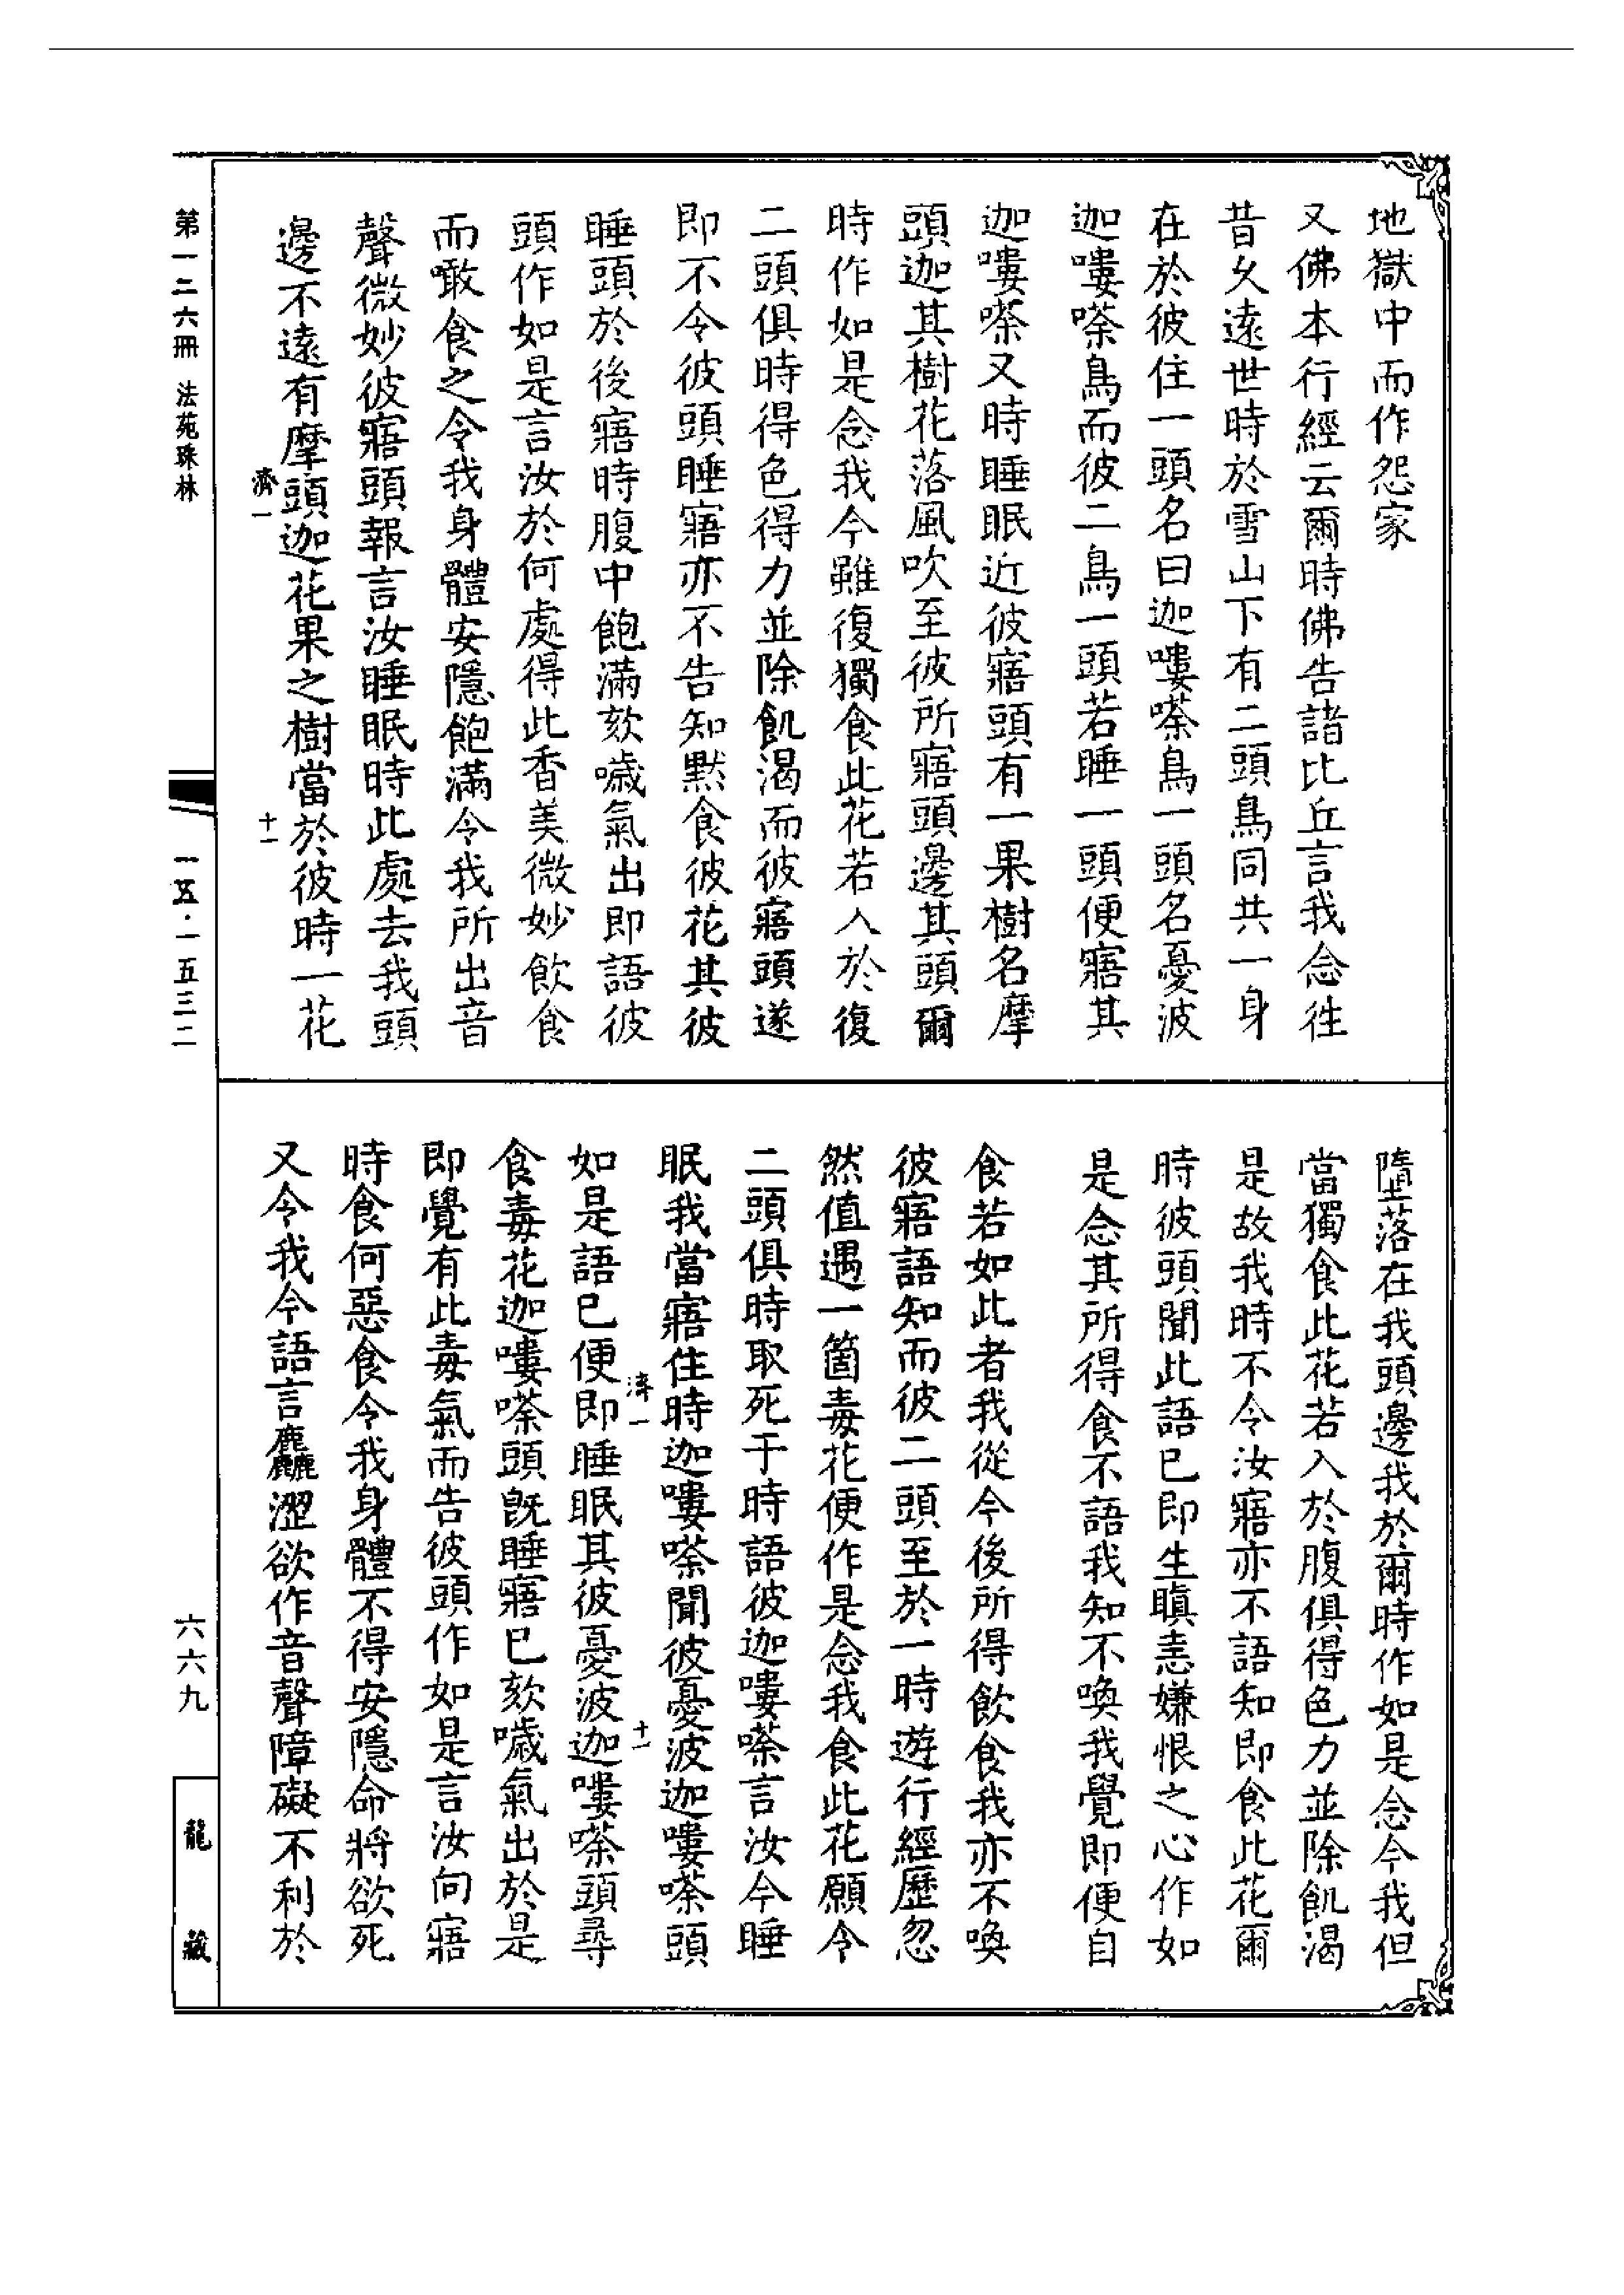 地獄中而作怨家
又佛本行經云爾時佛告諸比丘言我念往
昔久遠世時於雪山下有二頭鳥同共一身
在於彼住一頭名曰迦嘍嗏鳥一頭名憂波
迦嘍嗏鳥而彼二鳥一頭若睡一頭便寤其
迦嘍嗏又時睡眠近彼寤頭有一果樹名摩
頭迦其樹花落風吹至彼所寤頭邊其頭爾
時作如是念我今雖復獨食此花若入於復
二頭俱時得色得力並除飢渴而彼寤頭遂
即不令彼頭睡寤亦不告知默食彼花其彼
睡頭於後寤時腹中飽滿欬噦氣出即語彼
頭作如是言汝於何處得此香美微妙飲食
而噉食之令我身體安隱飽滿令我所出音
聲微妙彼寤頭報言汝睡眠時此處去我頭
邊不遠有摩頭迦花果之樹當於彼時一花
濟一
十一
墮落在我頭邊我於爾時作如是念今我但
當獨食此花若入於腹俱得色力並除飢渴
是故我時不令汝寤亦不語知即食此花爾
時彼頭聞此語已即生瞋恚嫌恨之心作如
是念其所得食不語我知不喚我覺即便自
食若如此者我從今後所得飲食我亦不喚
彼寤語知而彼二頭至於一時遊行經歷忽
然值遇一箇毒花便作是念我食此花願令
二頭俱時取死于時語彼迦嘍嗏言汝今睡
眠我當寤住時迦嘍嗏聞彼憂波迦嘍嗏頭
濟一
十一
如是語已便即睡眠其彼憂波迦嘍嗏頭尋
食毒花迦嘍嗏頭既睡寤已欬噦氣出於是
即覺有此毒氣而告彼頭作如是言汝向寤
時食何惡食令我身體不得安隱命將欲死
又令我今語言麤澀欲作音聲障礙不利於
第一二六冊 法苑珠林
一五·一五三二
六六九
龍藏